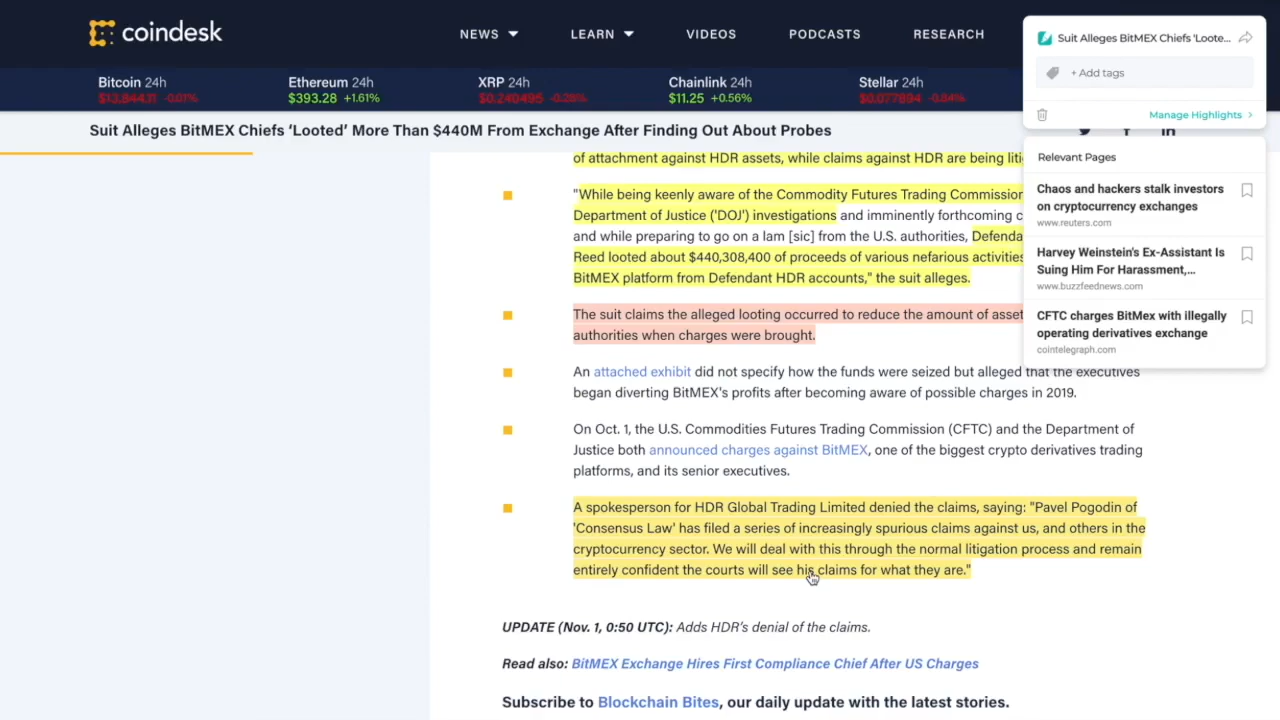 coindesk
NEWS
LEARN
VIDEOS
PODCASTS
RESEARCH
Bitcoin 24h
$13,844.11 -0.01%
Ethereum 24h
$393.28 +1.61%
XRP 24h
$0.240495 -0.28%
Chainlink 24h
$11.25 +0.56%
Stellar 24h
$0.077894 -0.84%
Suit Alleges BitMEX Chiefs 'Looted' More Than $440M From Exchange After Finding Out About Probes
of attachment against HDR assets, while claims against HDR are being
"While being keenly aware of the Commodity Futures Trading Commission
Department of Justice ('DOJ') investigations and imminently forthcoming
and while preparing to go on a lam [sic] from the U.S. authorities,
Reed looted about $440,308,400 of proceeds of various nefarious activities
BitMEX platform from Defendant HDR accounts," the suit alleges.
The suit claims the alleged looting occurred to reduce the amount of
authorities when charges were brought.
An attached exhibit did not specify how the funds were seized but alleged that the executives
began diverting BitMEX's profits after becoming aware of possible charges in 2019.
On Oct. 1, the U.S. Commodities Futures Trading Commission (CFTC) and the Department of
Justice both announced charges against BitMEX, one of the biggest crypto derivatives trading
platforms, and its senior executives.
A spokesperson for HDR Global Trading Limited denied the claims, saying: "Pavel Pogodin of
'Consensus Law' has filed a series of increasingly spurious claims against us, and others in the
cryptocurrency sector. We will deal with this through the normal litigation process and remain
entirely confident the courts will see his claims for what they are."
UPDATE (Nov. 1, 0:50 UTC): Adds HDR's denial of the claims.
Read also: BitMEX Exchange Hires First Compliance Chief After US Charges
Subscribe to Blockchain Bites, our daily update with the latest stories.
Suit Alleges BitMEX Chiefs 'Loote...
+ Add tags
Manage Highlights >
Relevant Pages
Chaos and hackers stalk investors
on cryptocurrency exchanges
www.reuters.com
Harvey Weinstein's Ex-Assistant Is
Suing Him For Harassment,...
www.buzzfeednews.com
CFTC charges BitMex with illegally
operating derivatives exchange
cointelegraph.com